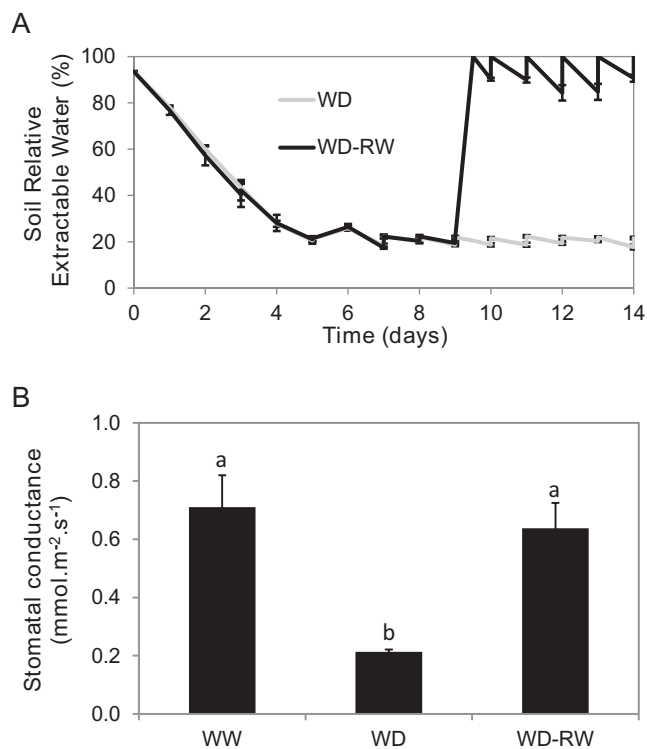 A
Soil Relative
Extractable Water (%)
100
80
60
40
20
0
WD
WD-RW
0 2 4 6 8 10 12 14
Time (days)
B
Stomatal conductance
(mmol.m⁻².s⁻¹)
1.0
0.8
0.6
0.4
0.2
0.0
a
b
a
WW WD WD-RW